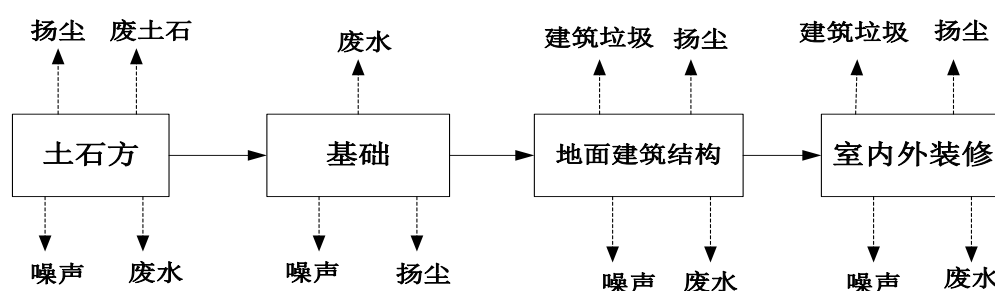 扬尘 废土石 废水 建筑垃圾 扬尘 建筑垃圾 扬尘
土石方 基础 地面建筑结构 室内外装修
噪声 废水 噪声 扬尘 噪声 废水 噪声 废水